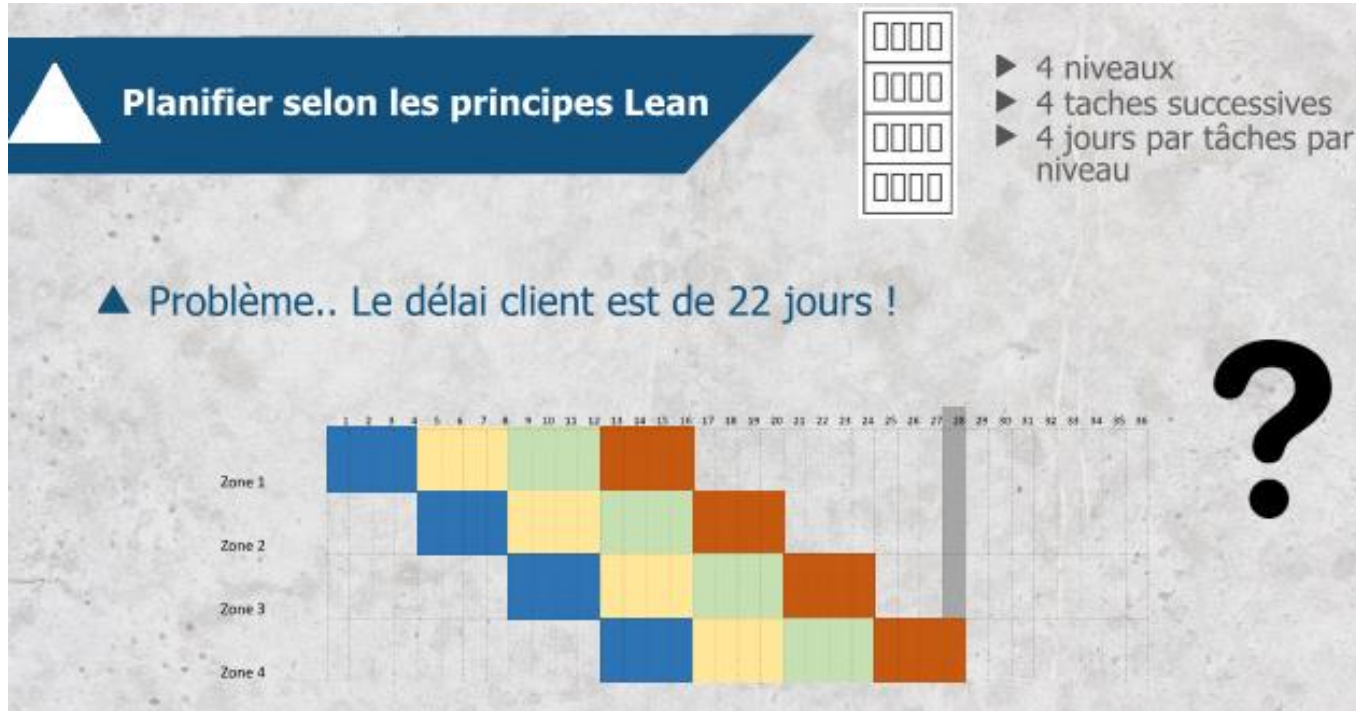 Planifier selon les principes Lean
▯▯▯▯
▯▯▯▯
▯▯▯▯
▯▯▯▯
► 4 niveaux
► 4 taches successives
► 4 jours par tâches par
niveau
▲ Problème.. Le délai client est de 22 jours !
?
1 2 3 4 5 6 7 8 9 10 11 12 13 14 15 16 17 18 19 20 21 22 23 24 25 26 27 28 29 30 31 32 33 34 35 36
Zone 1
Zone 2
Zone 3
Zone 4